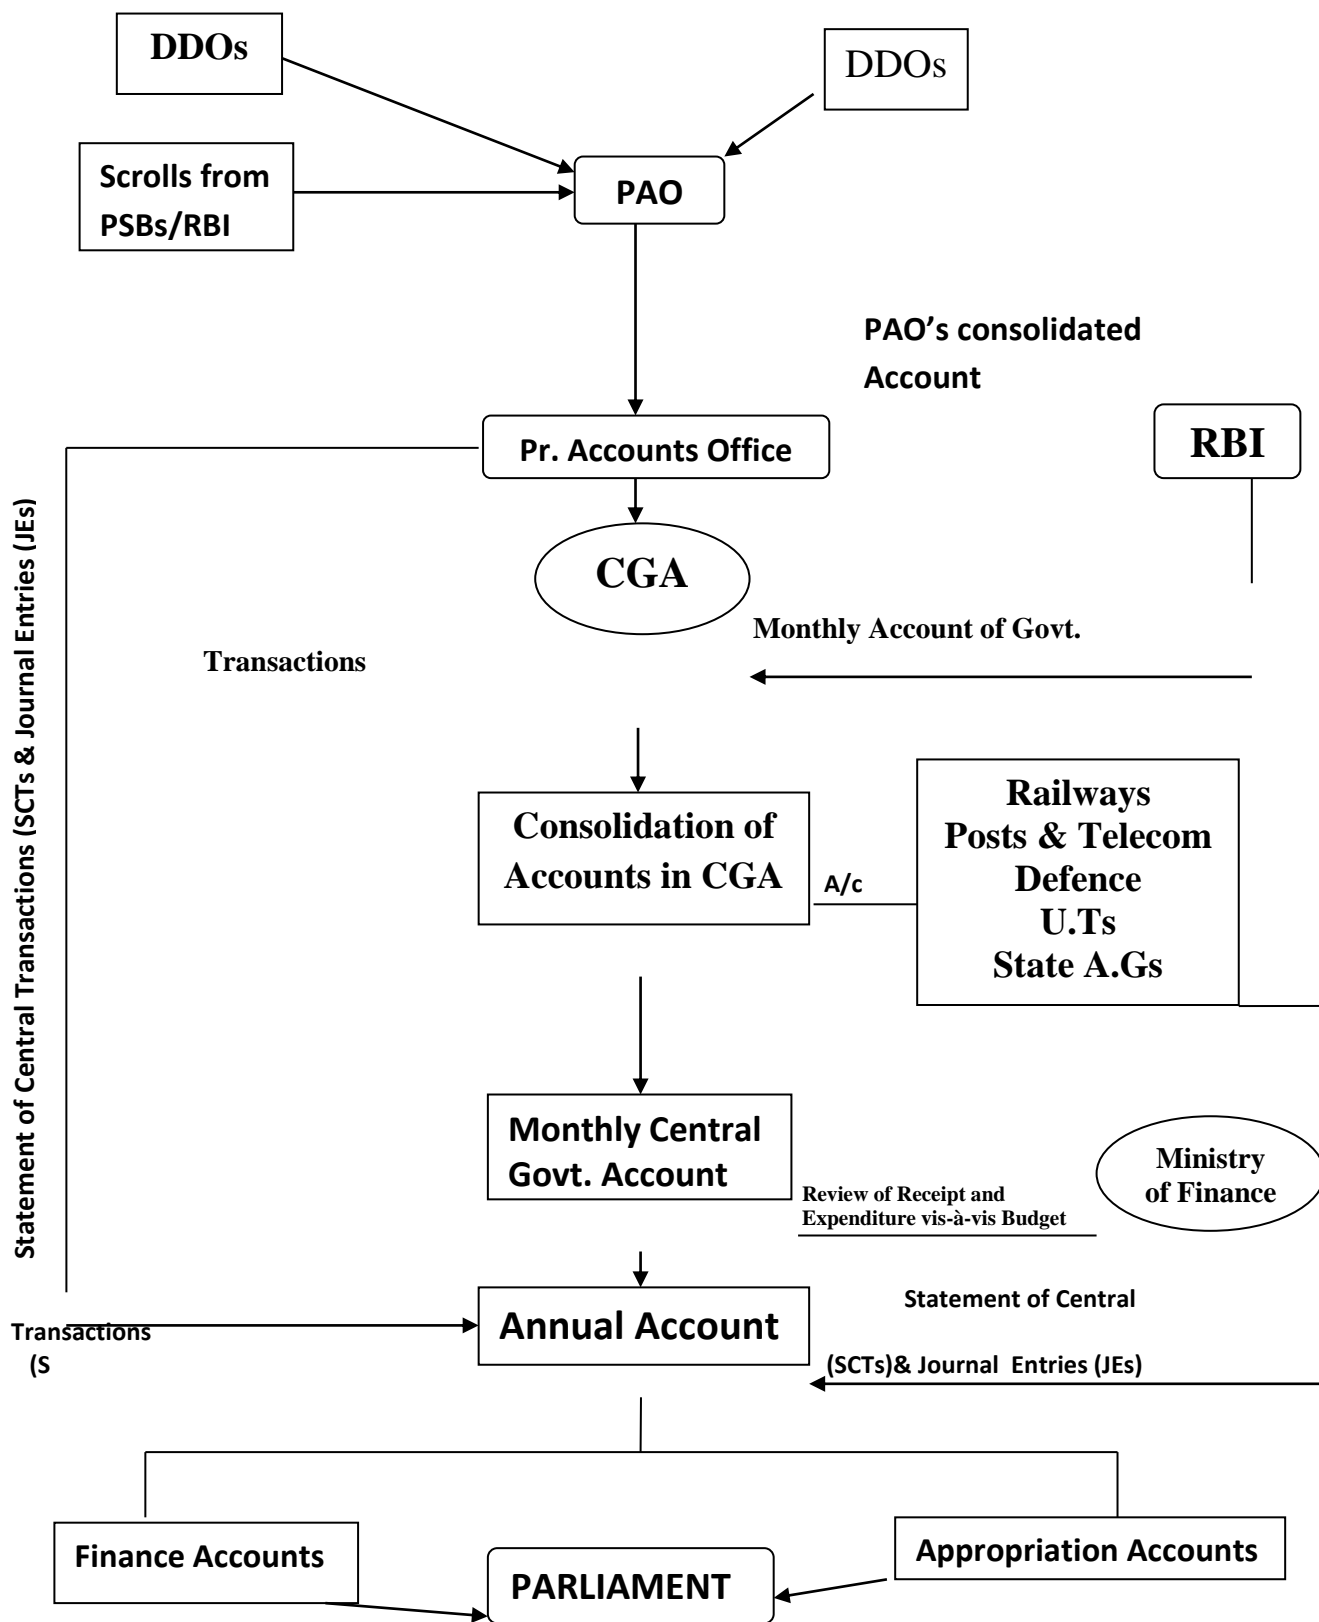 DDOs
DDOs
Scrolls from
PSBs/RBI
PAO
PAO’s consolidated
Account
Pr. Accounts Office
RBI
CGA
Monthly Account of Govt.
Transactions
Statement of Central Transactions (SCTs & Journal Entries (JEs)
Consolidation of
Accounts in CGA
A/c
Railways
Posts & Telecom
Defence
U.Ts
State A.Gs
Monthly Central
Govt. Account
Ministry
of Finance
Review of Receipt and
Expenditure vis-à-vis Budget
Statement of Central
Annual Account
Transactions
(S
(SCTs)& Journal Entries (JEs)
Finance Accounts
PARLIAMENT
Appropriation Accounts